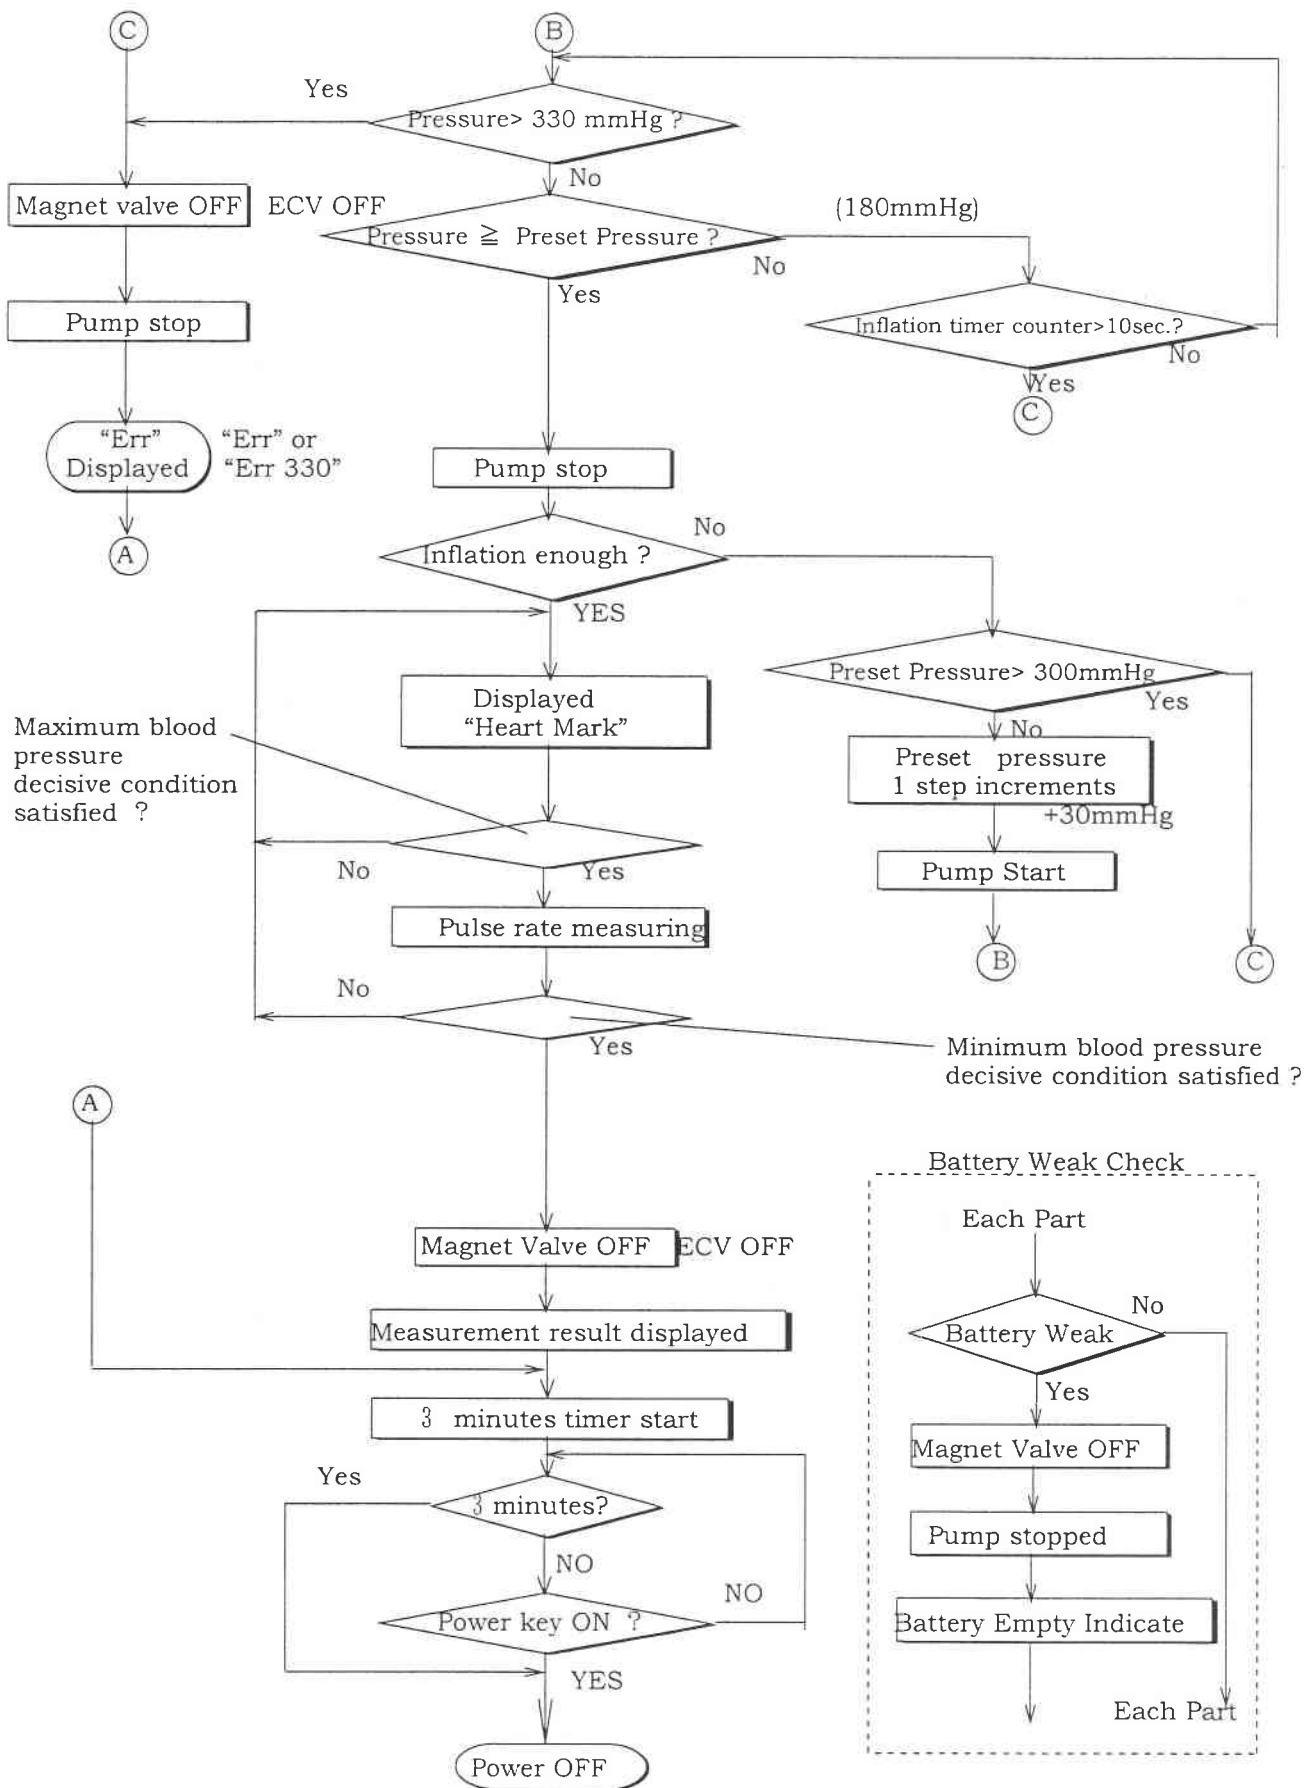 C
B
Yes
Pressure> 330 mmHg ?
No
Magnet valve OFF
ECV OFF
(180mmHg)
Pressure ≧ Preset Pressure ?
No
Yes
Pump stop
Inflation timer counter>10sec.?
No
Yes
C
“Err”
Displayed
“Err” or
“Err 330”
Pump stop
No
A
Inflation enough ?
YES
Preset Pressure> 300mmHg
Yes
Displayed
“Heart Mark”
No
Maximum blood
pressure
decisive condition
satisfied ?
Preset pressure
1 step increments
+30mmHg
No
Yes
Pump Start
Pulse rate measuring
B
C
No
Yes
Minimum blood pressure
decisive condition satisfied ?
A
Battery Weak Check
Each Part
Magnet Valve OFF
ECV OFF
No
Measurement result displayed
Battery Weak
Yes
3 minutes timer start
Magnet Valve OFF
Yes
3 minutes?
Pump stopped
NO
NO
Power key ON ?
Battery Empty Indicate
YES
Each Part
Power OFF